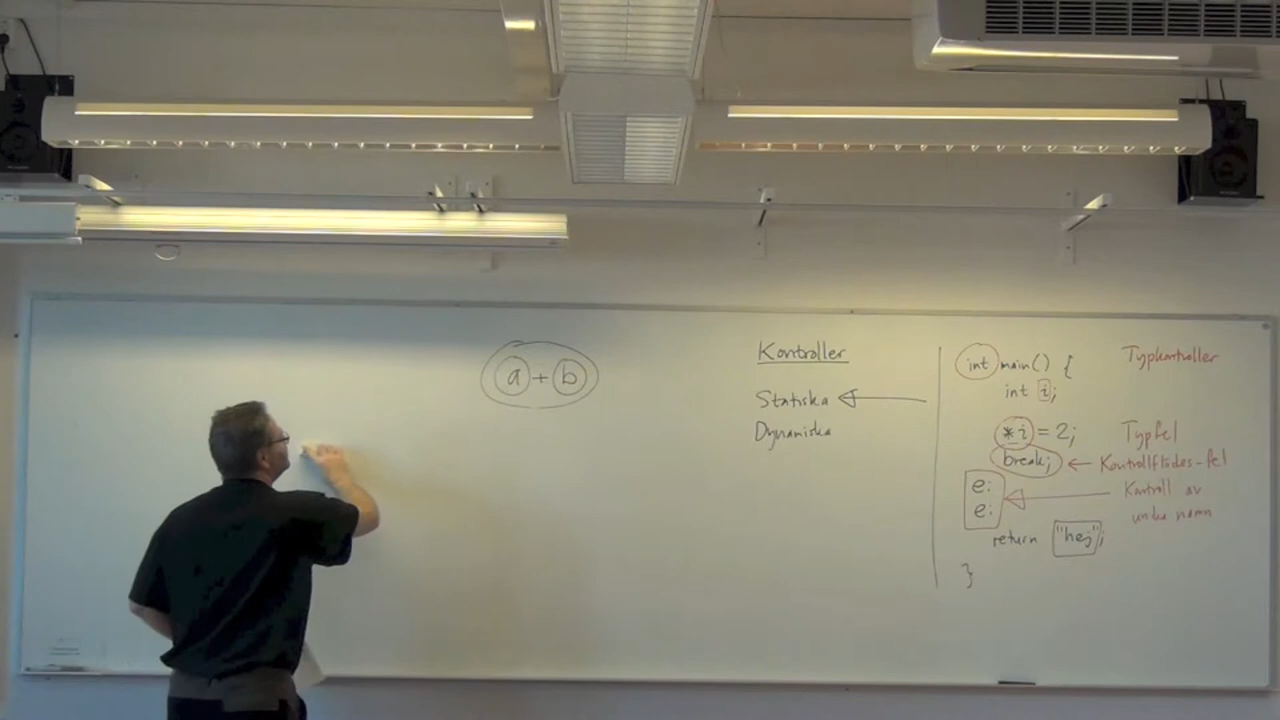 a + b
Kontroller
Statiska
Dynamiska
int main() {
int i;
*i = 2;
break;
e:
e:
return "hej";
}
Typkontroller
Typfel
Kontrollflödes-fel
Kontroll av
unika namn